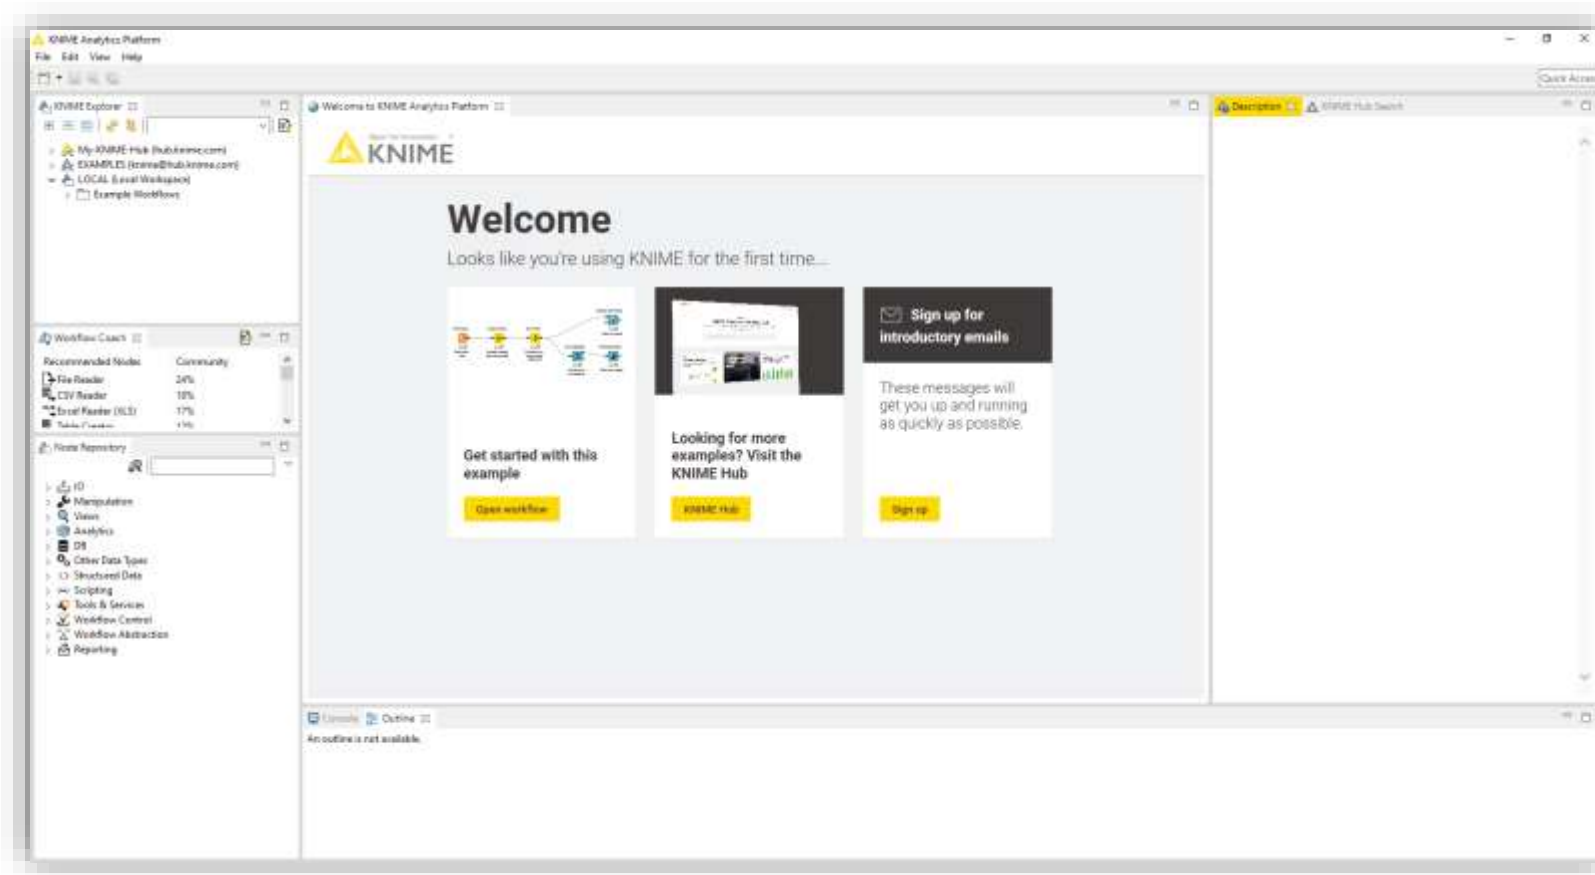 KNIME Analytics Platform
File Edit View Help
Quick Access
KNIME Explorer
My-KNIME-Hub (hub.knime.com)
EXAMPLES (knime@hub.knime.com)
LOCAL (Local Workspace)
Example Workflows
Workflow Coach
Recommended Nodes Community
File Reader 24%
CSV Reader 18%
Excel Reader (XLS) 17%
Table Creator
Node Repository
IO
Manipulation
Views
Analytics
DB
Other Data Types
Structured Data
Scripting
Tools & Services
Workflow Control
Workflow Abstraction
Reporting
Welcome to KNIME Analytics Platform
KNIME
Welcome
Looks like you're using KNIME for the first time...
Get started with this
example
Open workflow
Looking for more
examples? Visit the
KNIME Hub
KNIME Hub
Sign up for
introductory emails
These messages will
get you up and running
as quickly as possible.
Sign up
Description KNIME Hub Search
Console Outline
An outline is not available.